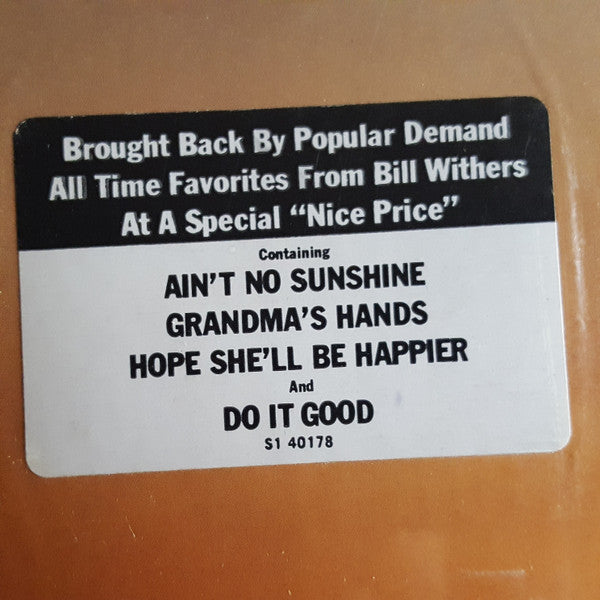 Brought Back By Popular Demand
All Time Favorites From Bill Withers
At A Special “Nice Price”
Containing
AIN'T NO SUNSHINE
GRANDMA'S HANDS
HOPE SHE'LL BE HAPPIER
And
DO IT GOOD
S1 40178